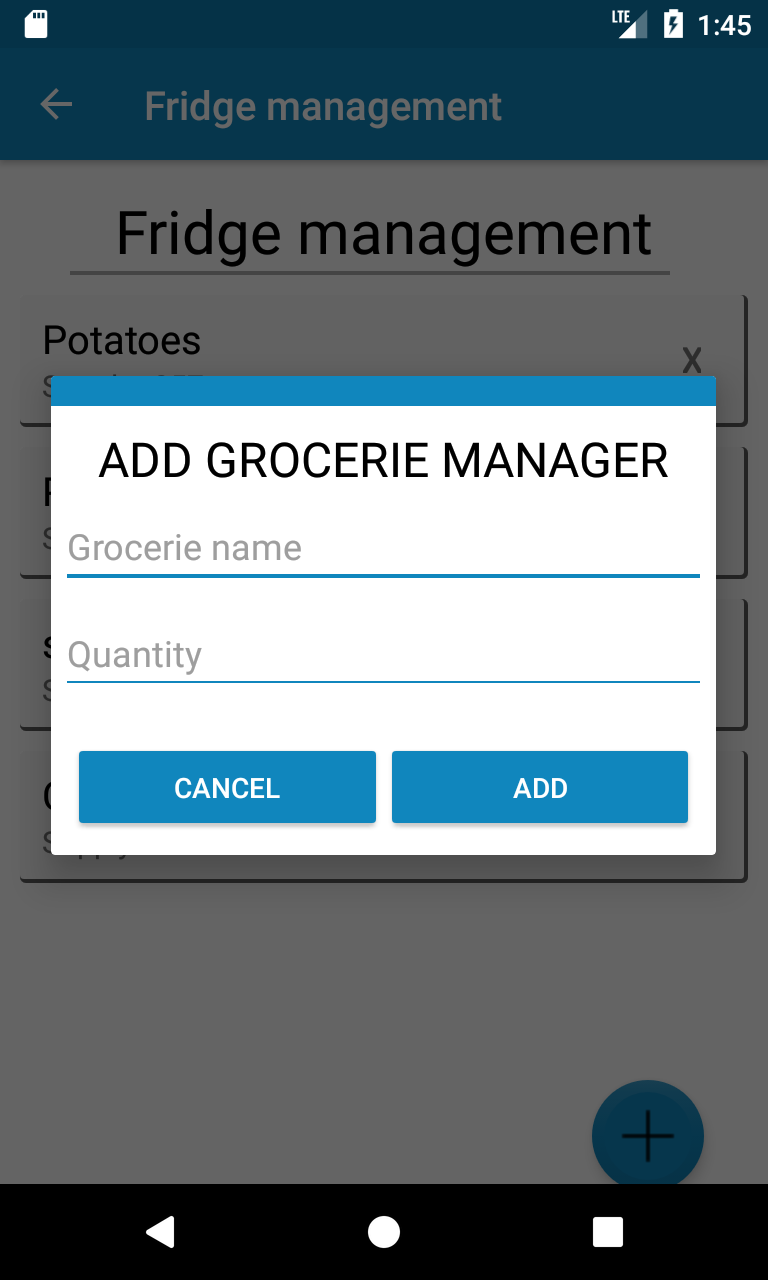 LTE 1:45
Fridge management
Fridge management
Potatoes
X
ADD GROCERIE MANAGER
Grocerie name
Quantity
CANCEL ADD